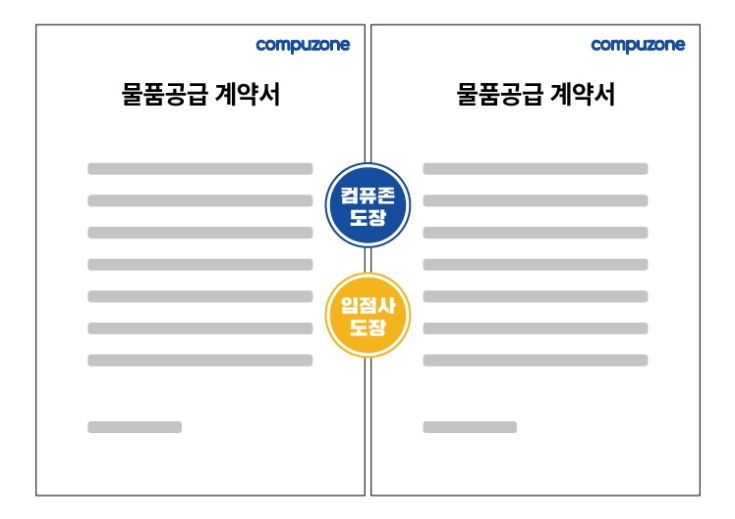 compuzone
물품공급 계약서
compuzone
물품공급 계약서
컴퓨존
도장
입점사
도장